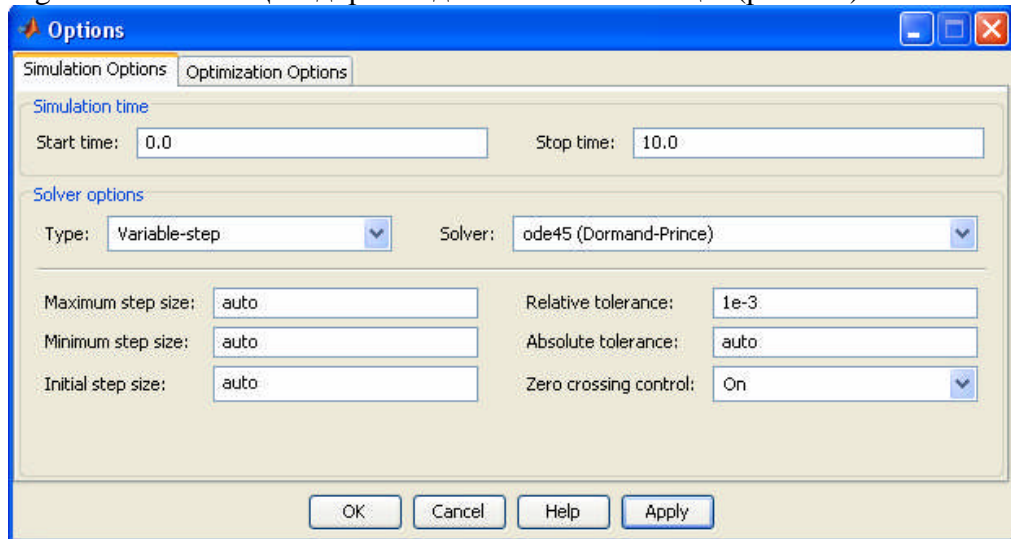 Options
Simulation Options Optimization Options
Simulation time
Start time: 0.0 Stop time: 10.0
Solver options
Type: Variable-step Solver: ode45 (Dormand-Prince)
Maximum step size: auto Relative tolerance: 1e-3
Minimum step size: auto Absolute tolerance: auto
Initial step size: auto Zero crossing control: On
OK Cancel Help Apply